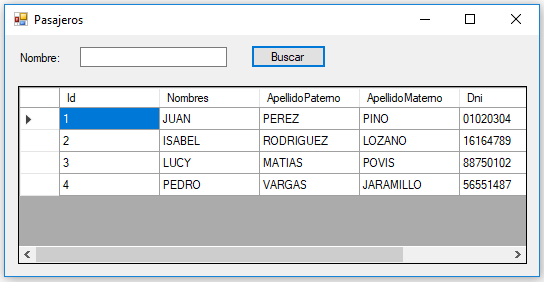 Pasajeros
Nombre: Buscar
Id Nombres ApellidoPaterno ApellidoMaterno Dni
1 JUAN PEREZ PINO 01020304
2 ISABEL RODRIGUEZ LOZANO 16164789
3 LUCY MATIAS POVIS 88750102
4 PEDRO VARGAS JARAMILLO 56551487